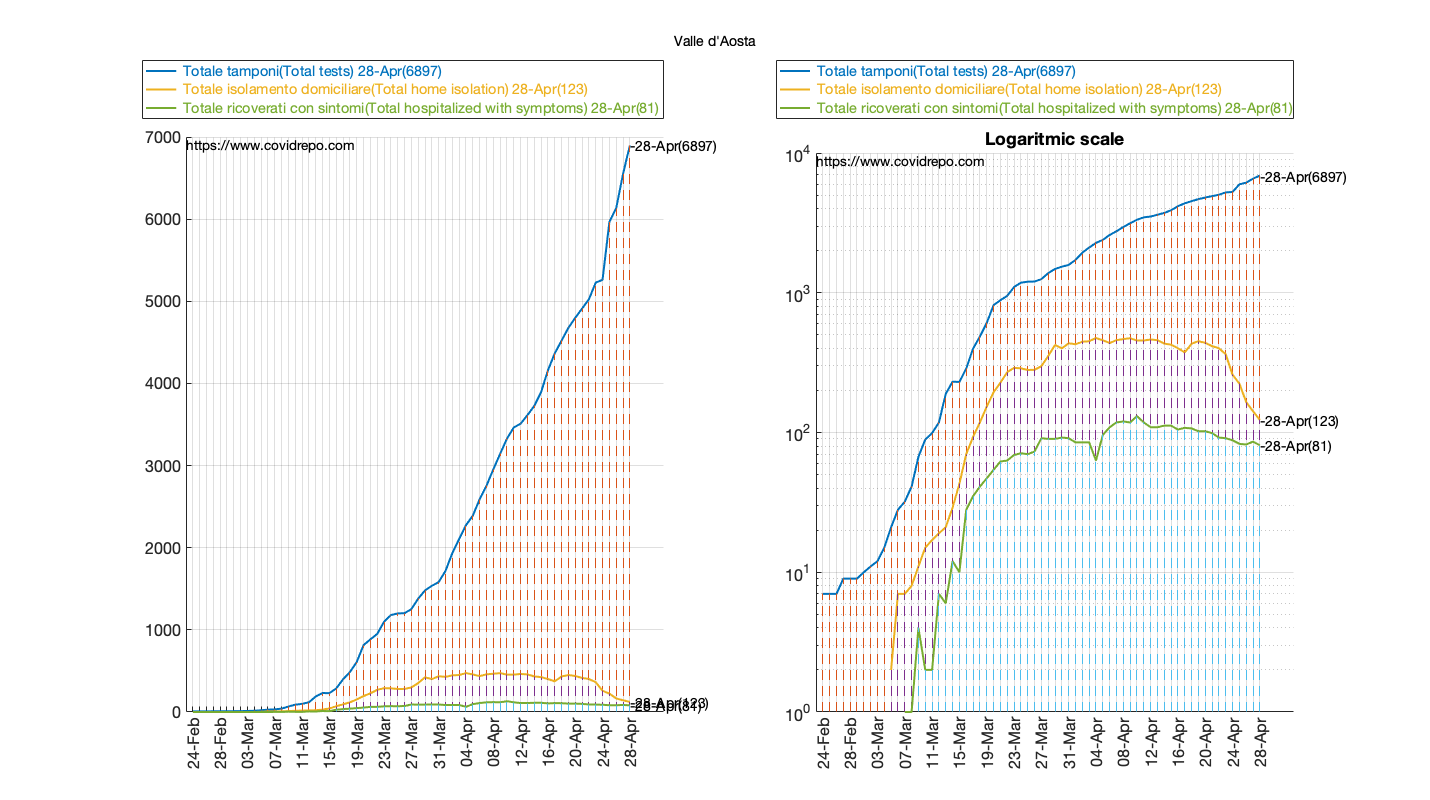 Valle d'Aosta
Totale tamponi(Total tests) 28-Apr(6897)
Totale isolamento domiciliare(Total home isolation) 28-Apr(123)
Totale ricoverati con sintomi(Total hospitalized with symptoms) 28-Apr(81)
https://www.covidrepo.com
7000
6000
5000
4000
3000
2000
1000
0
-28-Apr(6897)
-28-Apr(123)
-28-Apr(81)
24-Feb
28-Feb
03-Mar
07-Mar
11-Mar
15-Mar
19-Mar
23-Mar
27-Mar
31-Mar
04-Apr
08-Apr
12-Apr
16-Apr
20-Apr
24-Apr
28-Apr
Totale tamponi(Total tests) 28-Apr(6897)
Totale isolamento domiciliare(Total home isolation) 28-Apr(123)
Totale ricoverati con sintomi(Total hospitalized with symptoms) 28-Apr(81)
Logaritmic scale
https://www.covidrepo.com
10⁴
10³
10²
10¹
10⁰
-28-Apr(6897)
-28-Apr(123)
-28-Apr(81)
24-Feb
28-Feb
03-Mar
07-Mar
11-Mar
15-Mar
19-Mar
23-Mar
27-Mar
31-Mar
04-Apr
08-Apr
12-Apr
16-Apr
20-Apr
24-Apr
28-Apr